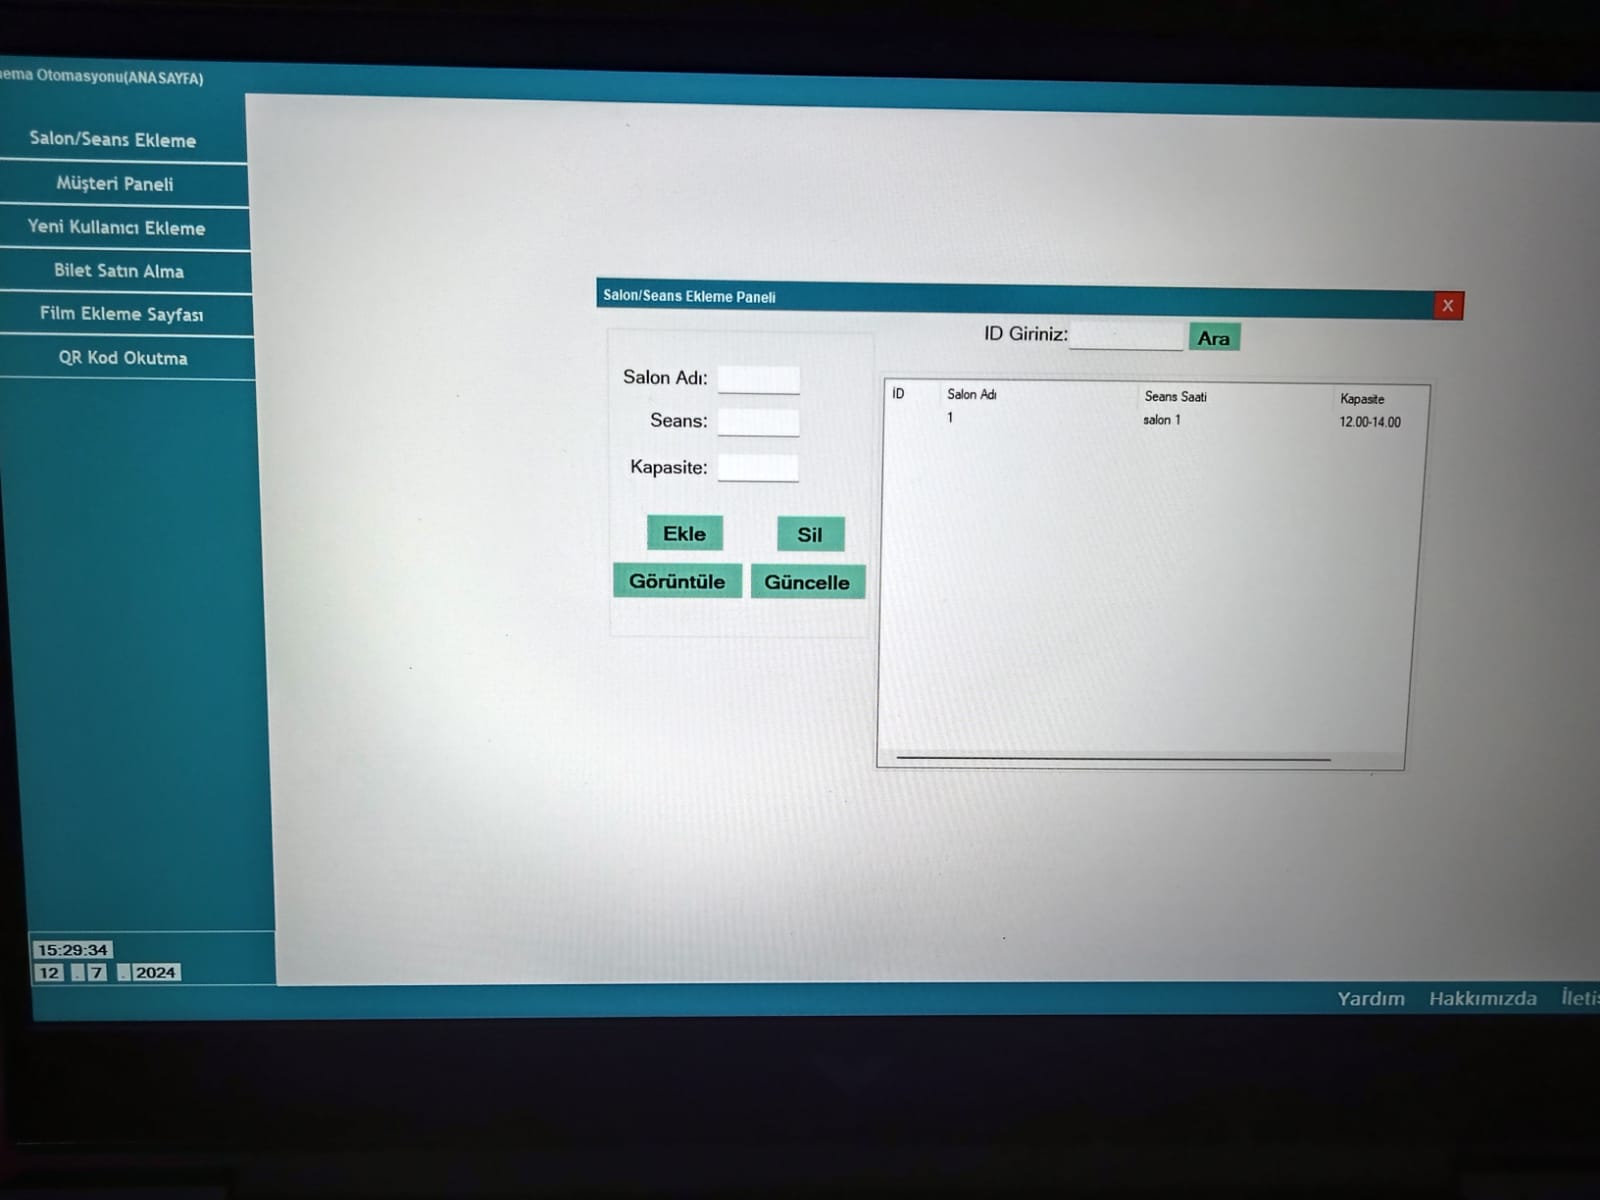 ema Otomasyonu(ANA SAYFA)
Salon/Seans Ekleme
Müşteri Paneli
Yeni Kullanıcı Ekleme
Bilet Satın Alma
Film Ekleme Sayfası
QR Kod Okutma
Salon/Seans Ekleme Paneli X
ID Giriniz: Ara
Salon Adı:
Seans:
Kapasite:
Ekle Sil
Görüntüle Güncelle
ID Salon Adı Seans Saati Kapasite
1 salon 1 12.00-14.00
15:29:34
12 . 7 . 2024
Yardım Hakkımızda İleti